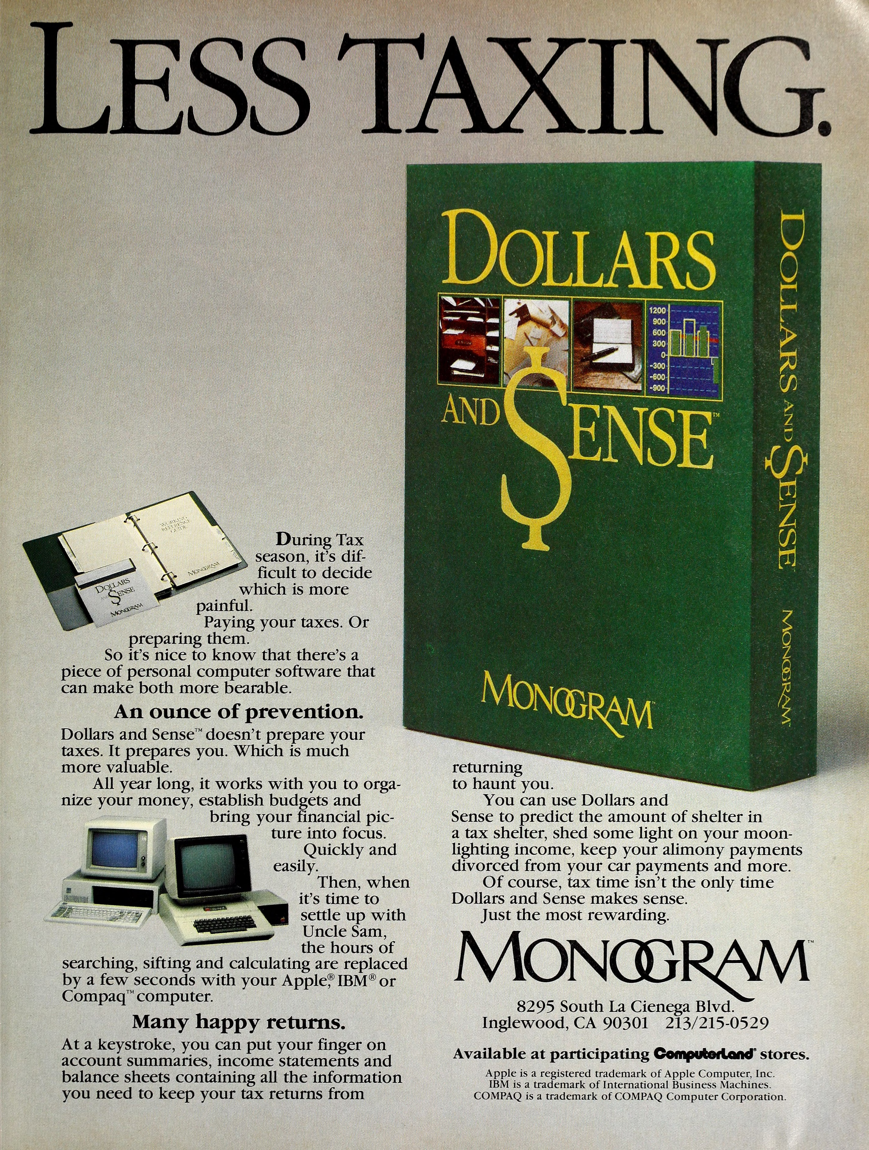 LESS TAXING.
DOLLARS
1200
900
600
300
0
-300
-600
-900
AND $ENSE™
MONOGRAM™
DOLLARS AND $ENSE
MONOGRAM
WORKING
REFERENCE
GUIDE
MONOGRAM
DOLLARS
AND
$ENSE
MONOGRAM
During Tax
season, it's dif-
ficult to decide
which is more
painful.
Paying your taxes. Or
preparing them.
So it's nice to know that there's a
piece of personal computer software that
can make both more bearable.
An ounce of prevention.
Dollars and Sense™ doesn't prepare your
taxes. It prepares you. Which is much
more valuable.
All year long, it works with you to orga-
nize your money, establish budgets and
bring your financial pic-
ture into focus.
Quickly and
easily.
Then, when
it's time to
settle up with
Uncle Sam,
the hours of
searching, sifting and calculating are replaced
by a few seconds with your Apple,® IBM® or
Compaq™ computer.
Many happy returns.
At a keystroke, you can put your finger on
account summaries, income statements and
balance sheets containing all the information
you need to keep your tax returns from
returning
to haunt you.
You can use Dollars and
Sense to predict the amount of shelter in
a tax shelter, shed some light on your moon-
lighting income, keep your alimony payments
divorced from your car payments and more.
Of course, tax time isn't the only time
Dollars and Sense makes sense.
Just the most rewarding.
MONOGRAM™
8295 South La Cienega Blvd.
Inglewood, CA 90301 213/215-0529
Available at participating ComputerLand® stores.
Apple is a registered trademark of Apple Computer, Inc.
IBM is a trademark of International Business Machines.
COMPAQ is a trademark of COMPAQ Computer Corporation.